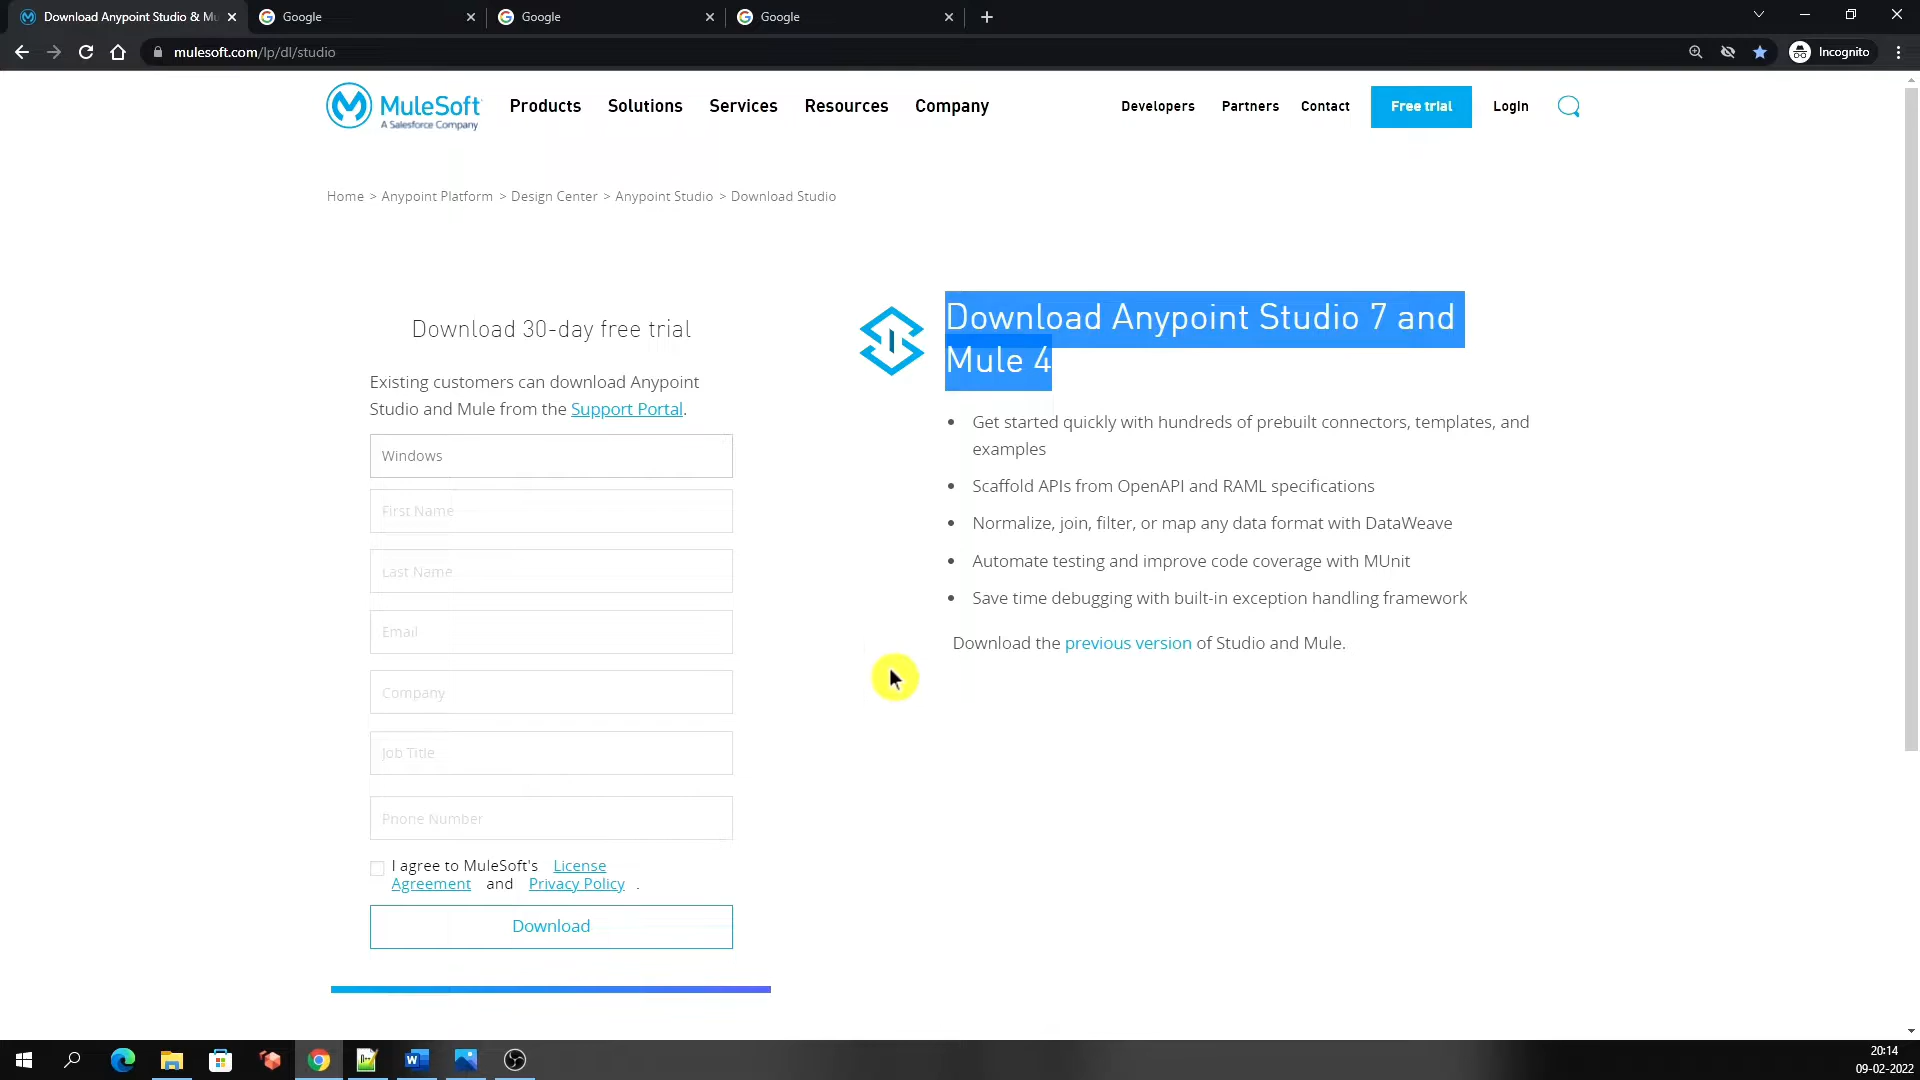 Download Anypoint Studio & Mu
Google
Google
Google
mulesoft.com/lp/dl/studio
Incognito
MuleSoft
A Salesforce Company
Products
Solutions
Services
Resources
Company
Developers
Partners
Contact
Free trial
Login
Home > Anypoint Platform > Design Center > Anypoint Studio > Download Studio
Download 30-day free trial
Existing customers can download Anypoint
Studio and Mule from the Support Portal.
Windows
First Name
Last Name
Email
Company
Job Title
Phone Number
I agree to MuleSoft's License
Agreement and Privacy Policy .
Download
Download Anypoint Studio 7 and
Mule 4
• Get started quickly with hundreds of prebuilt connectors, templates, and
examples
• Scaffold APIs from OpenAPI and RAML specifications
• Normalize, join, filter, or map any data format with DataWeave
• Automate testing and improve code coverage with MUnit
• Save time debugging with built-in exception handling framework
Download the previous version of Studio and Mule.
20:14
09-02-2022